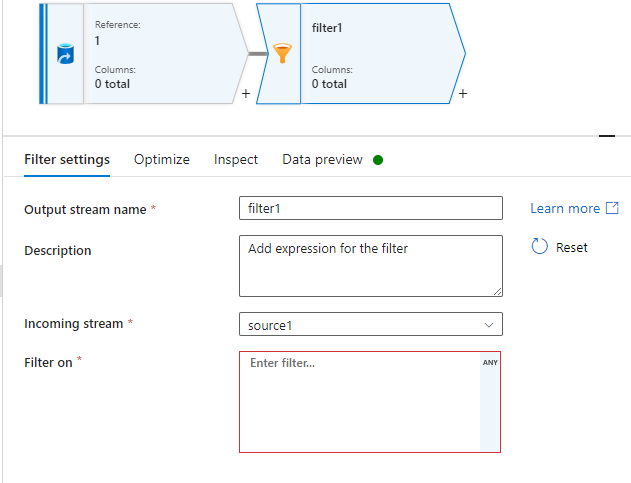 Reference:
1
Columns:
0 total
+
filter1
Columns:
0 total
+
Filter settings Optimize Inspect Data preview
Output stream name * filter1 Learn more
Description Add expression for the filter Reset
Incoming stream * source1
Filter on * Enter filter... ANY